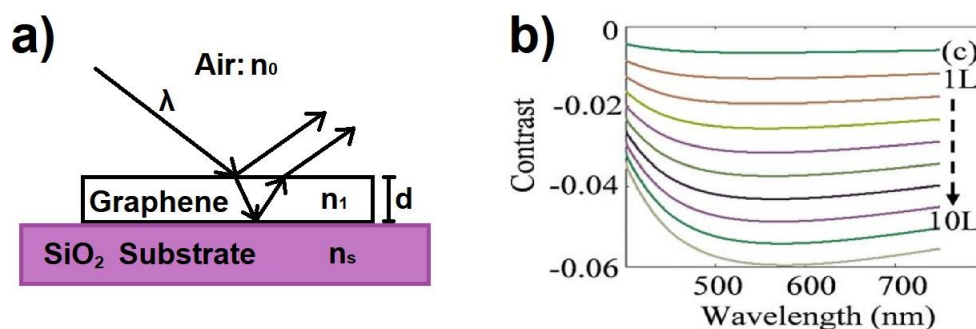 a)
Air: n0
λ
Graphene n1 d
SiO2 Substrate ns
b)
0
-0.02
-0.04
-0.06
Contrast
(c)
1L
10L
500 600 700
Wavelength (nm)